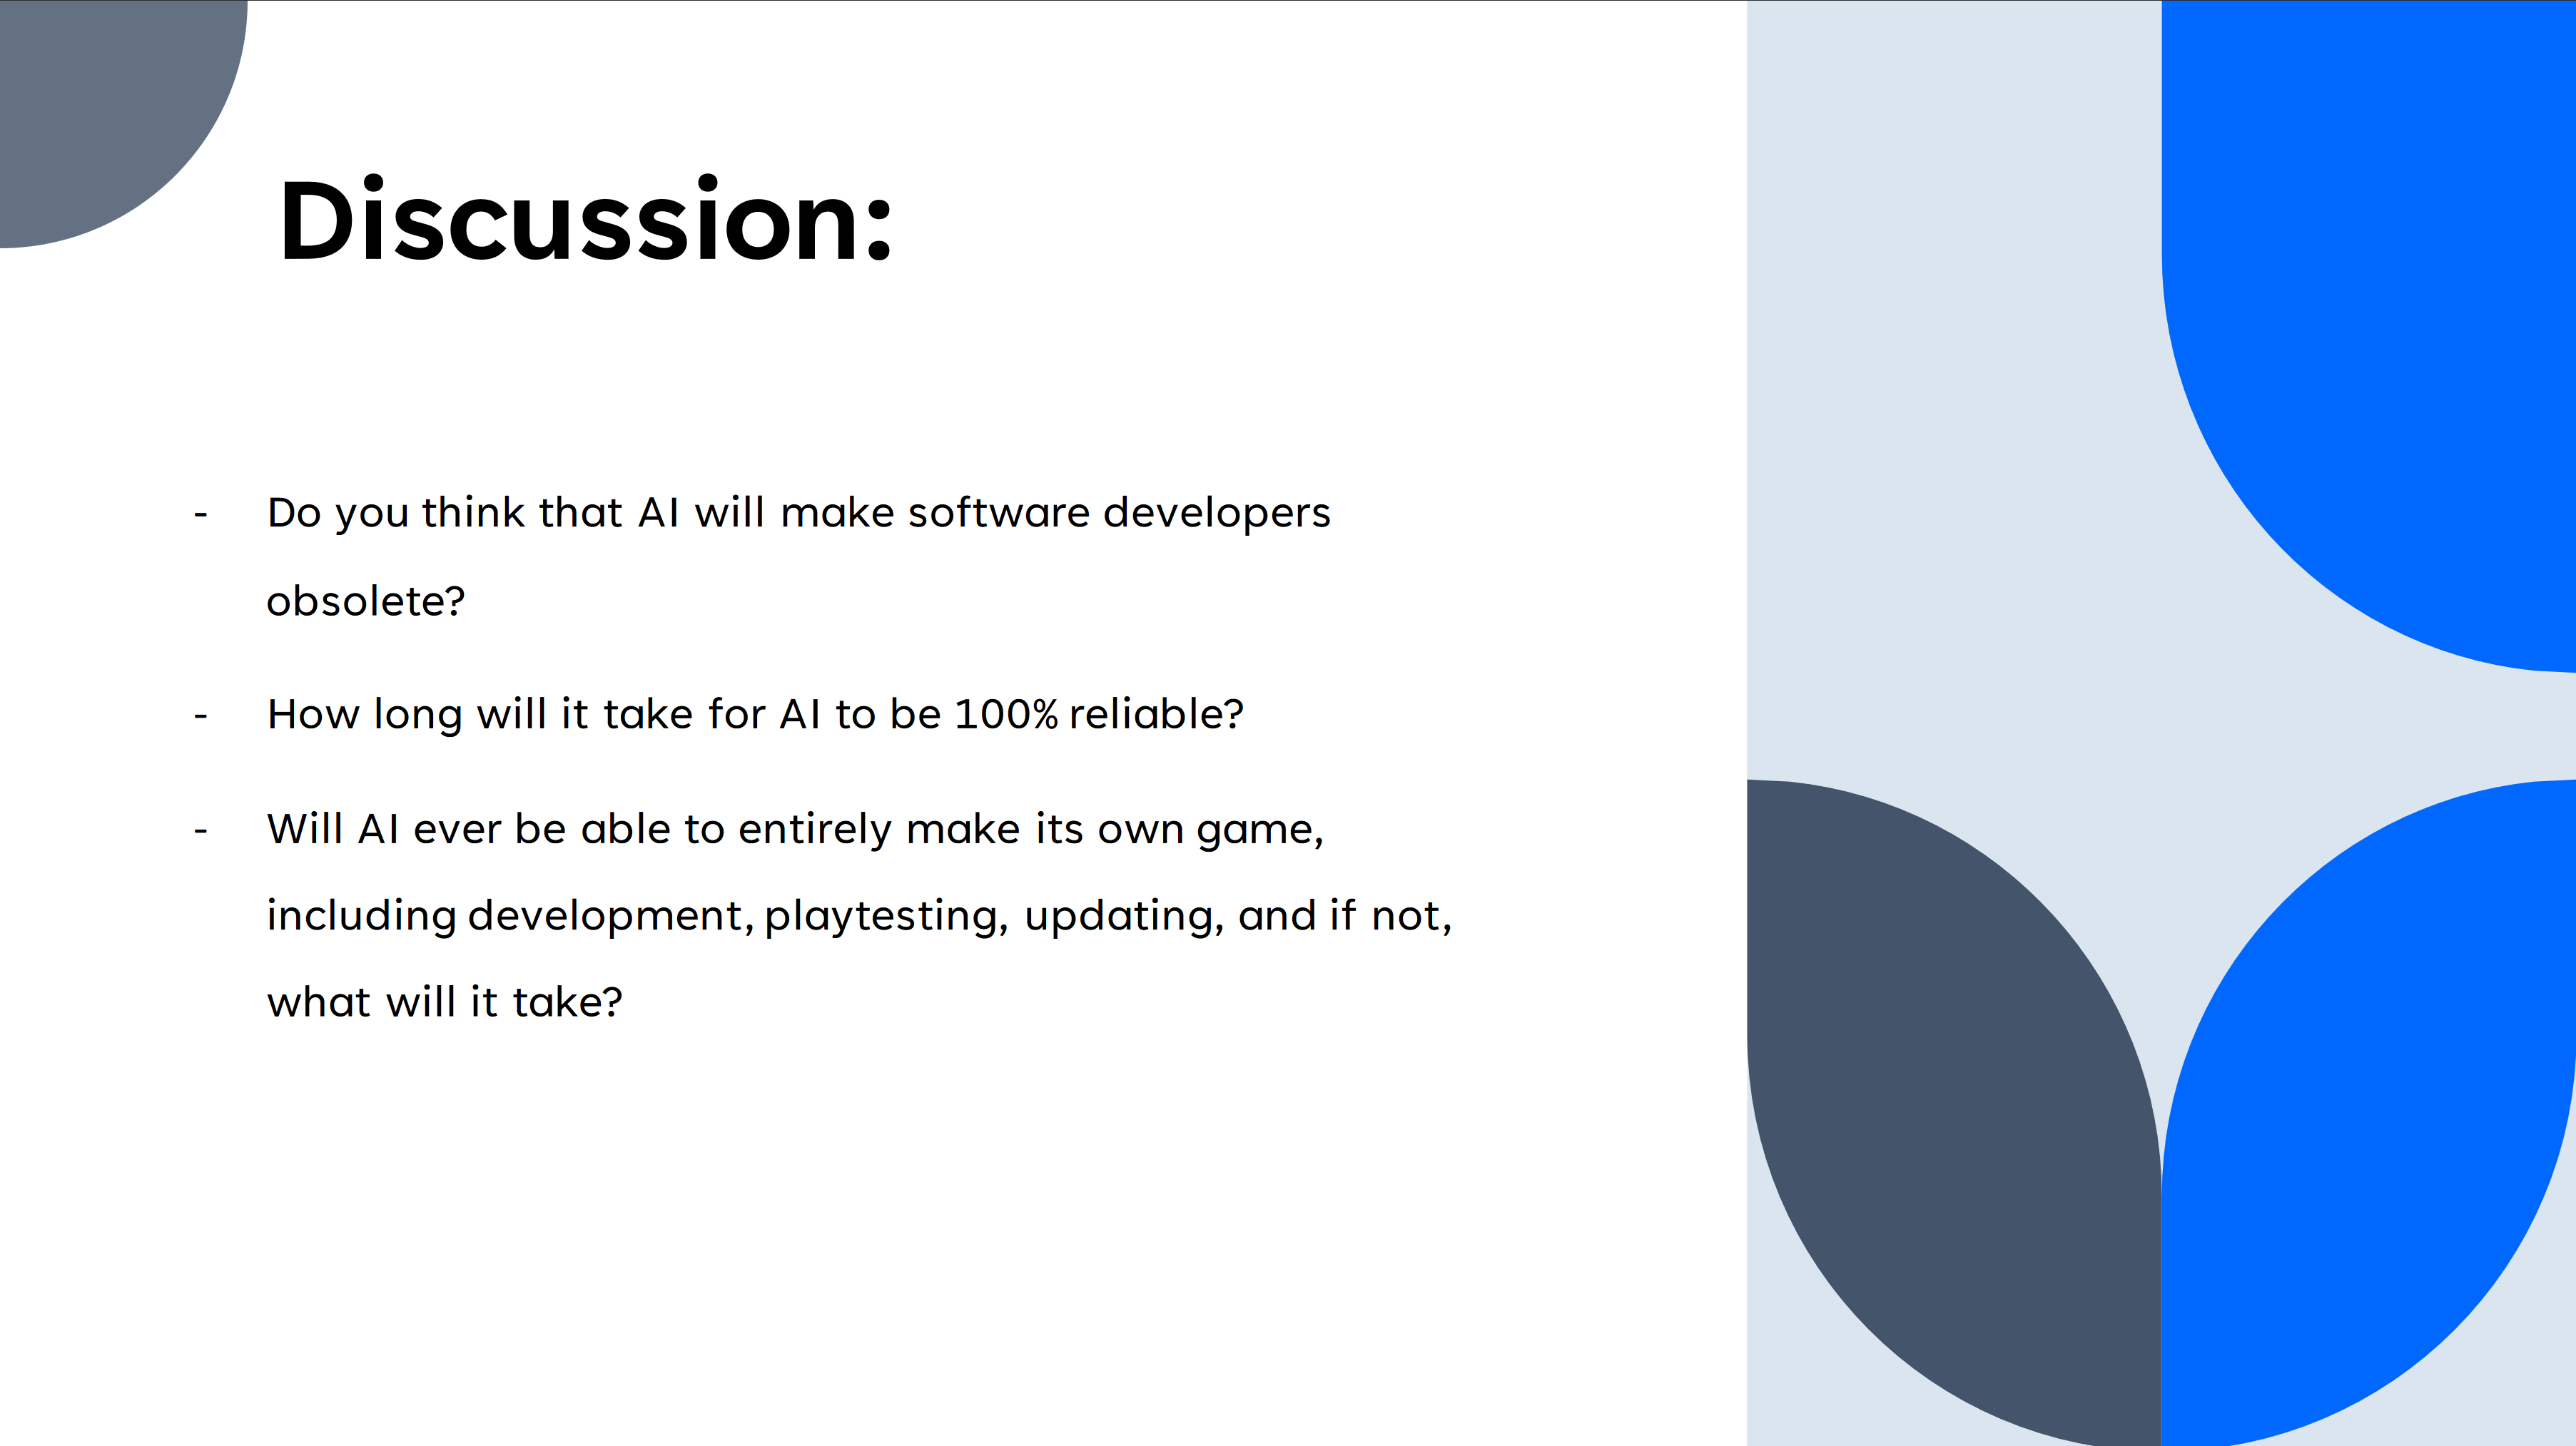 Discussion:
- Do you think that AI will make software developers
obsolete?
- How long will it take for AI to be 100% reliable?
- Will AI ever be able to entirely make its own game,
including development, playtesting, updating, and if not,
what will it take?